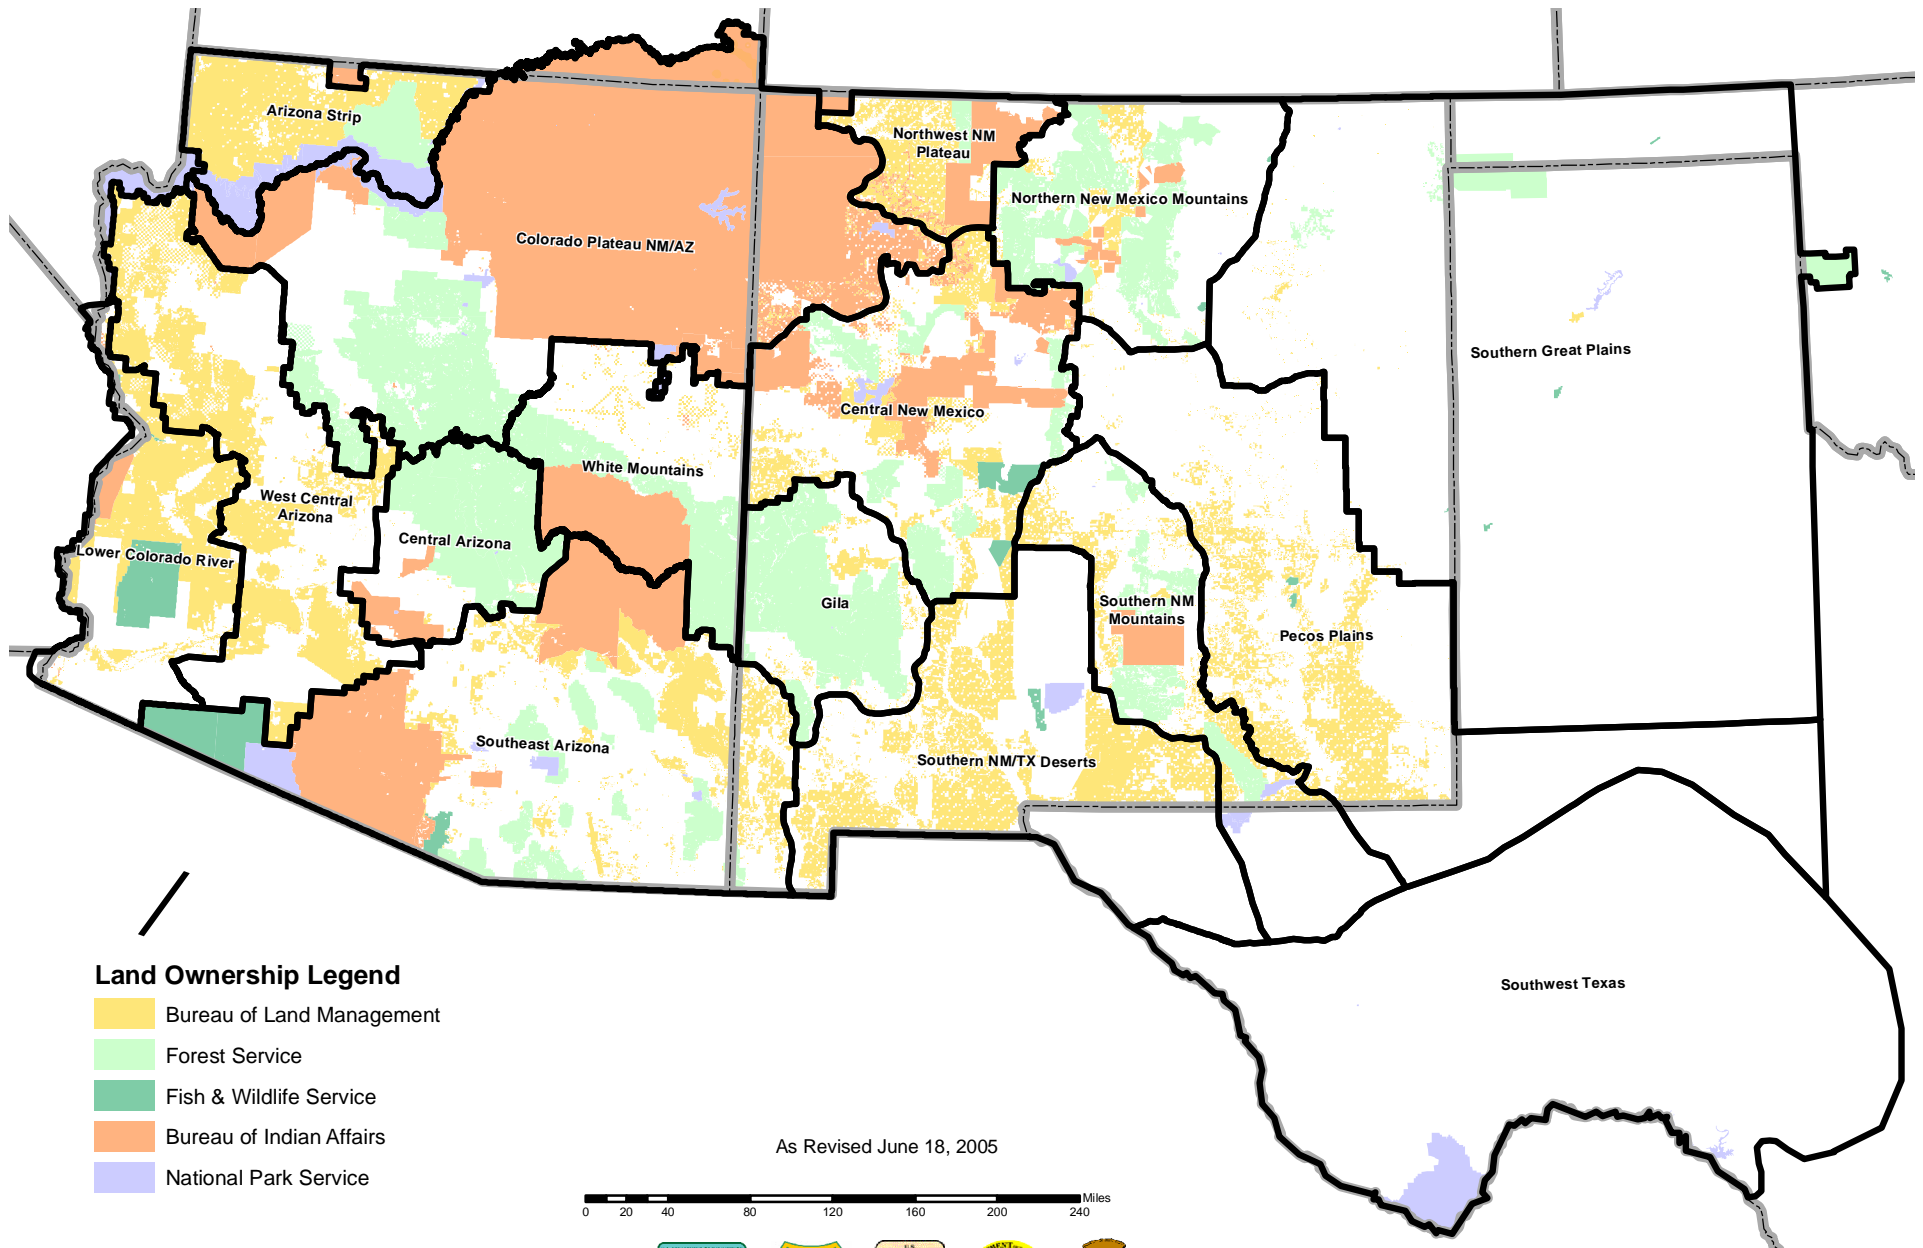 Arizona Strip
Northwest NM
Plateau
Northern New Mexico Mountains
Colorado Plateau NM/AZ
Southern Great Plains
Central New Mexico
White Mountains
West Central
Arizona
Central Arizona
Lower Colorado River
Gila
Southern NM
Mountains
Pecos Plains
Southeast Arizona
Southern NM/TX Deserts
Southwest Texas
Land Ownership Legend
Bureau of Land Management
Forest Service
Fish & Wildlife Service
Bureau of Indian Affairs
National Park Service
As Revised June 18, 2005
Miles
0 20 40 80 120 160 200 240